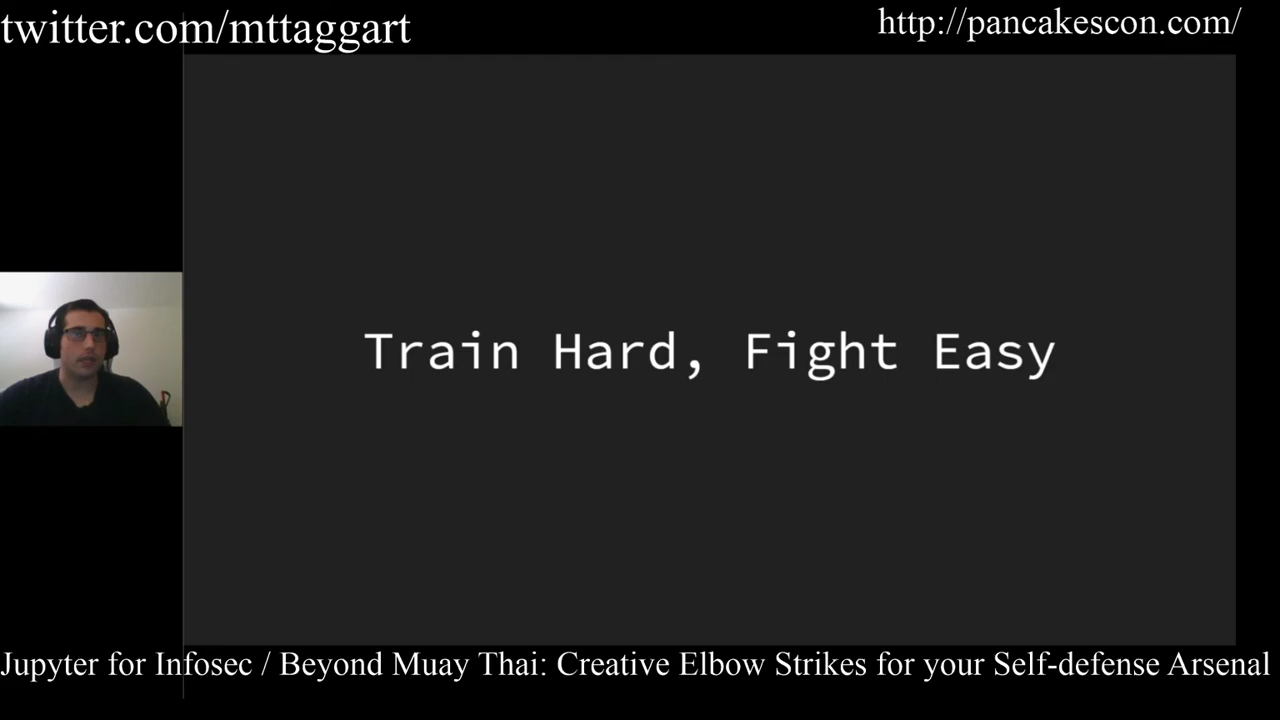 twitter.com/mttaggart
http://pancakescon.com/
Train Hard, Fight Easy
Jupyter for Infosec / Beyond Muay Thai: Creative Elbow Strikes for your Self-defense Arsenal